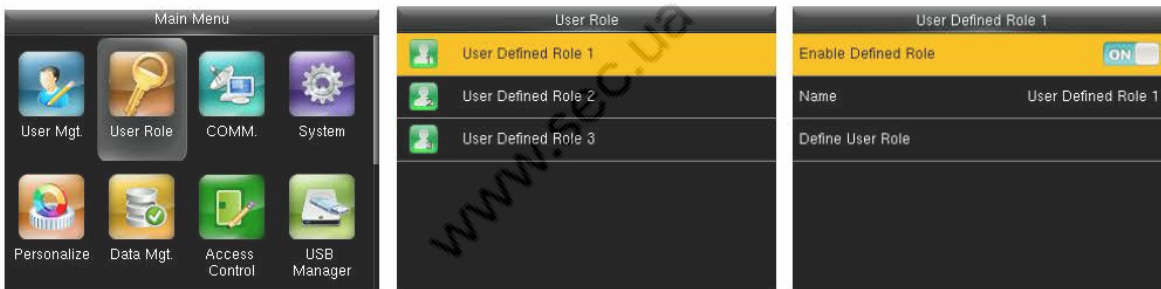 Main Menu
User Mgt.
User Role
COMM.
System
Personalize
Data Mgt.
Access
Control
USB
Manager
User Role
User Defined Role 1
User Defined Role 2
User Defined Role 3
User Defined Role 1
Enable Defined Role
ON
Name
User Defined Role 1
Define User Role
www.sec.ua